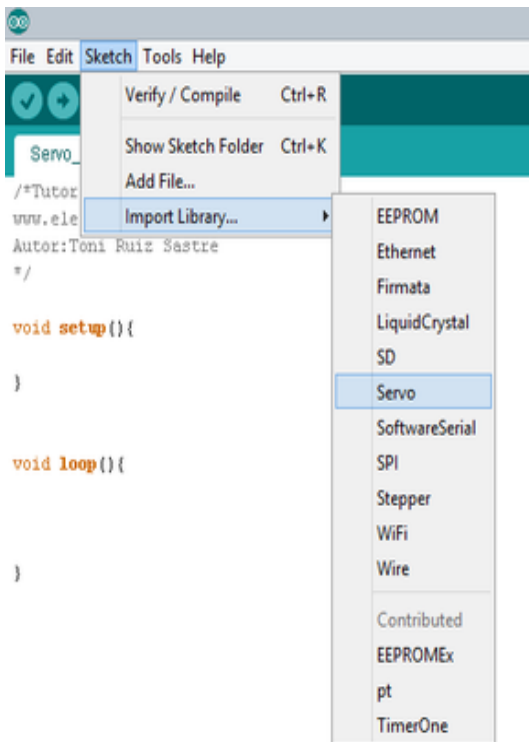 File Edit Sketch Tools Help
Verify / Compile Ctrl+R
Show Sketch Folder Ctrl+K
Add File...
Import Library...
Servo_
/*Tutor
www.ele
Autor:Toni Ruiz Sastre
*/
void setup(){
}
void loop(){
}
EEPROM
Ethernet
Firmata
LiquidCrystal
SD
Servo
SoftwareSerial
SPI
Stepper
WiFi
Wire
Contributed
EEPROMEx
pt
TimerOne